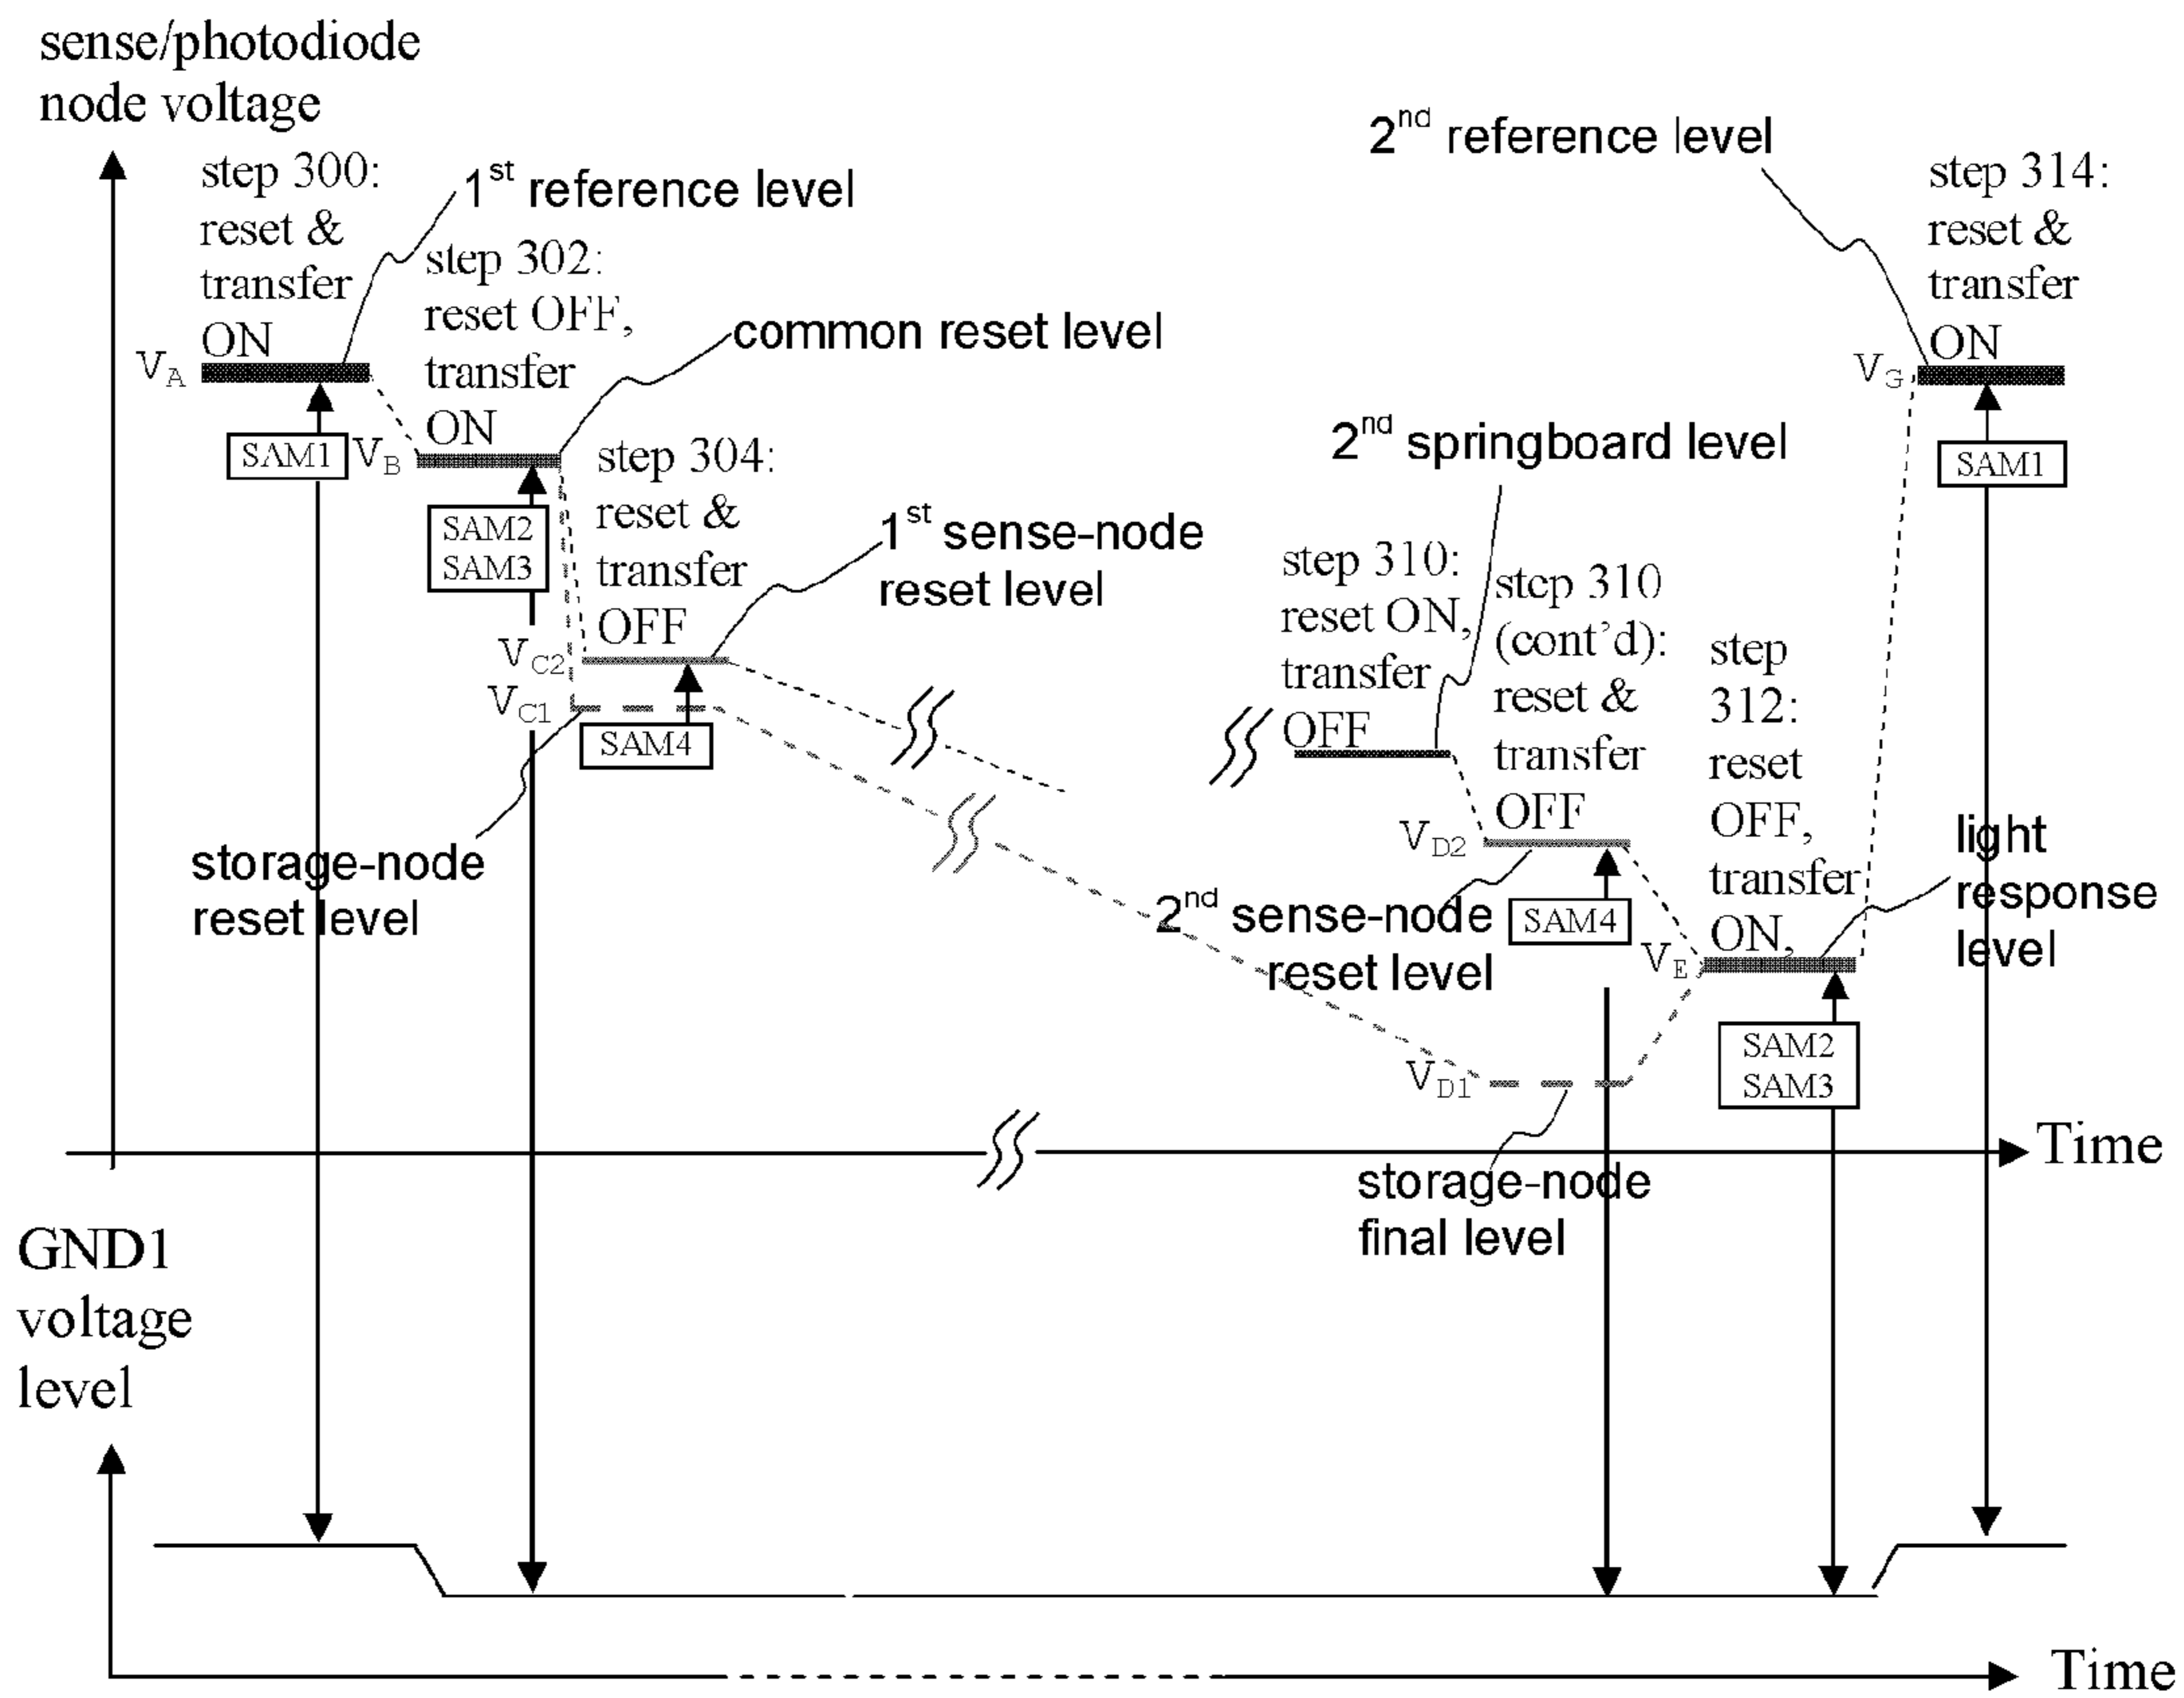 sense/photodiode
node voltage
step 300:
reset &
transfer
ON
1st reference level
step 302:
reset OFF,
transfer
ON
common reset level
VA
SAM1
VB
SAM2
SAM3
step 304:
reset &
transfer
OFF
1st sense-node
reset level
VC2
VC1
SAM4
storage-node
reset level
2nd reference level
step 314:
reset &
transfer
ON
VG
SAM1
2nd springboard level
step 310:
reset ON,
transfer
OFF
step 310
(cont’d):
reset &
transfer
OFF
step
312:
reset
OFF,
transfer
ON,
VD2
2nd sense-node
reset level
SAM4
VE
light
response
level
SAM2
SAM3
VD1
storage-node
final level
Time
GND1
voltage
level
Time